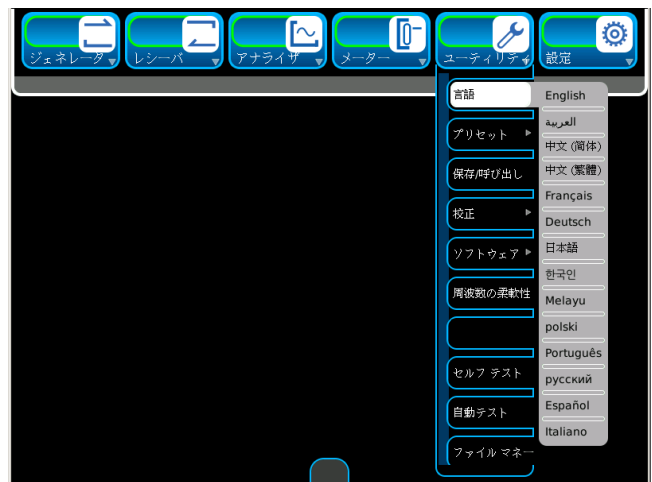 ジェネレータ
レシーバ
アナライザ
メーター
ユーティリティ
設定
言語
プリセット
保存/呼び出し
校正
ソフトウェア
周波数の柔軟性
セルフ テスト
自動テスト
ファイル マネー
English
العربية
中文 (简体)
中文 (繁體)
Français
Deutsch
日本語
한국인
Melayu
polski
Português
русский
Español
Italiano